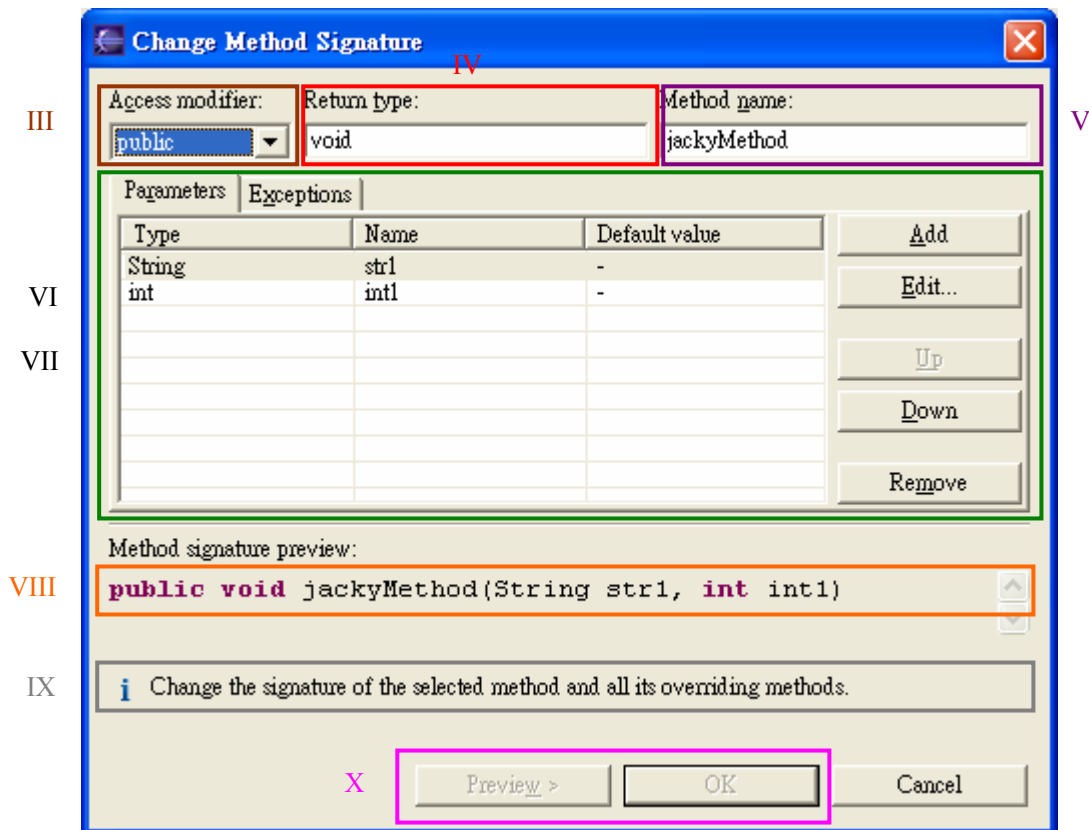 Change Method Signature
IV
III
Access modifier: Return type: Method name:
V
public void jackyMethod
Parameters Exceptions
Type Name Default value
Add
String str1 -
Edit...
VI
int int1 -
VII
Up
Down
Remove
Method signature preview:
VIII
public void jackyMethod(String str1, int int1)
IX
i Change the signature of the selected method and all its overriding methods.
X
Preview > OK Cancel